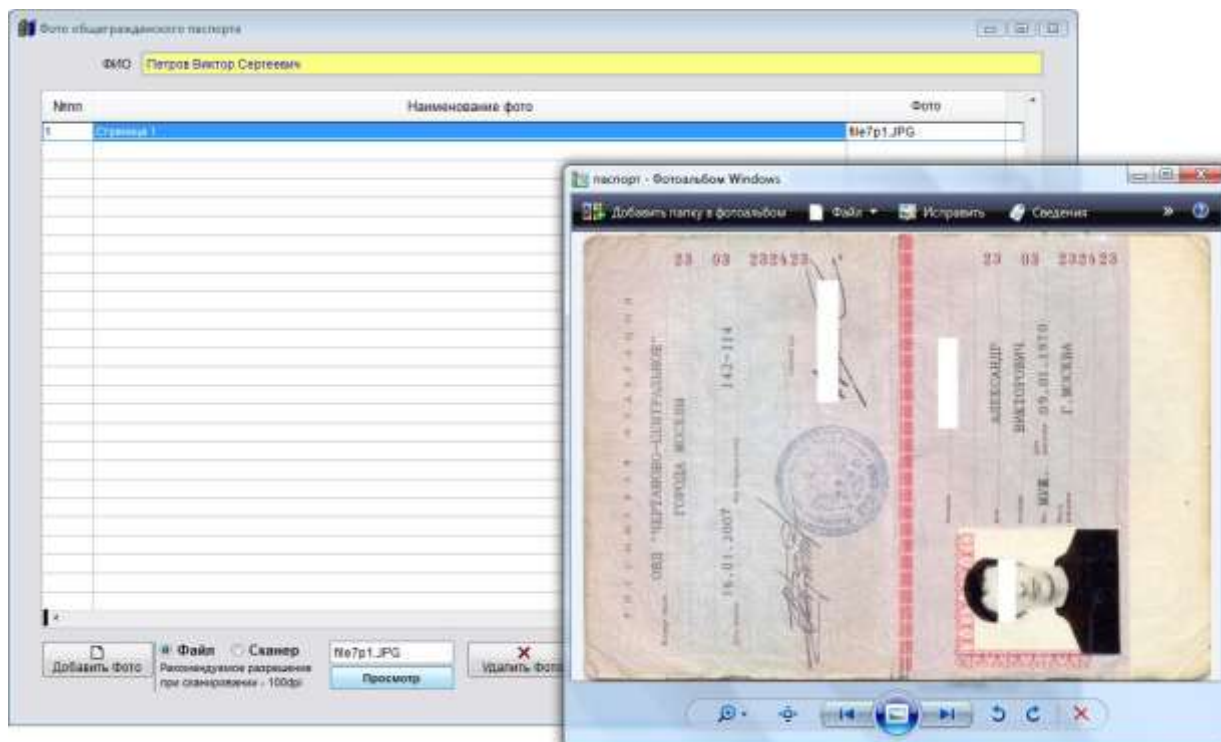 Фото общегражданского паспорта
ФИО Петров Виктор Сергеевич
№пп Наименование фото Фото
1 Страница 1 file7p1.JPG
Добавить Фото
Файл Сканер
Рекомендуемое разрешение
при сканировании - 100dpi
file7p1.JPG
Просмотр
Удалить Фото
паспорт - Фотоальбом Windows
Добавить папку в фотоальбом Файл Исправить Сведения »
23 03 232423
РОССИЙСКАЯ ФЕДЕРАЦИЯ
ОВД "ЧЕРТАНОВО-ЦЕНТРАЛЬНОЕ"
ГОРОДА МОСКВЫ
16.01.2007 142-114
23 03 232423
АЛЕКСАНДР
ВИКТОРОВИЧ
МУЖ. 09.01.1970
Г. МОСКВА